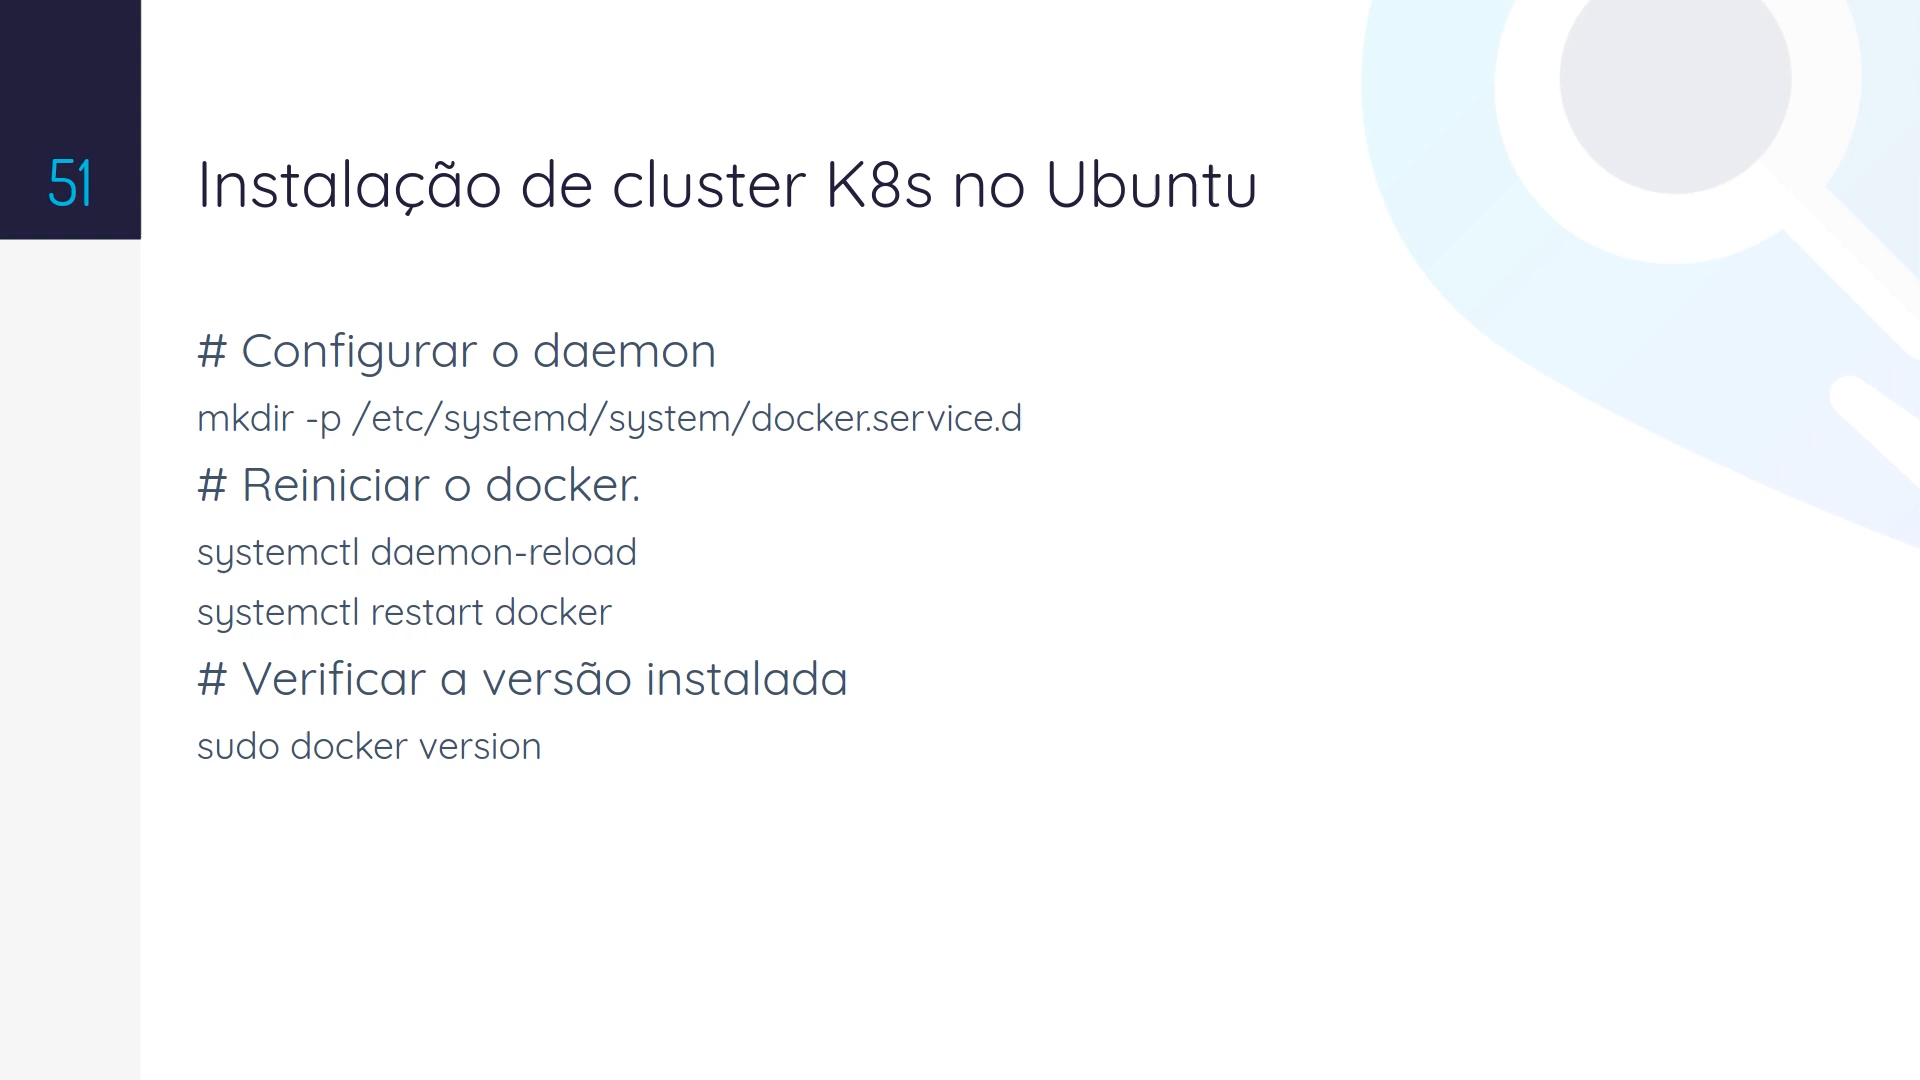 51
Instalação de cluster K8s no Ubuntu
# Configurar o daemon
mkdir -p /etc/systemd/system/docker.service.d
# Reiniciar o docker.
systemctl daemon-reload
systemctl restart docker
# Verificar a versão instalada
sudo docker version